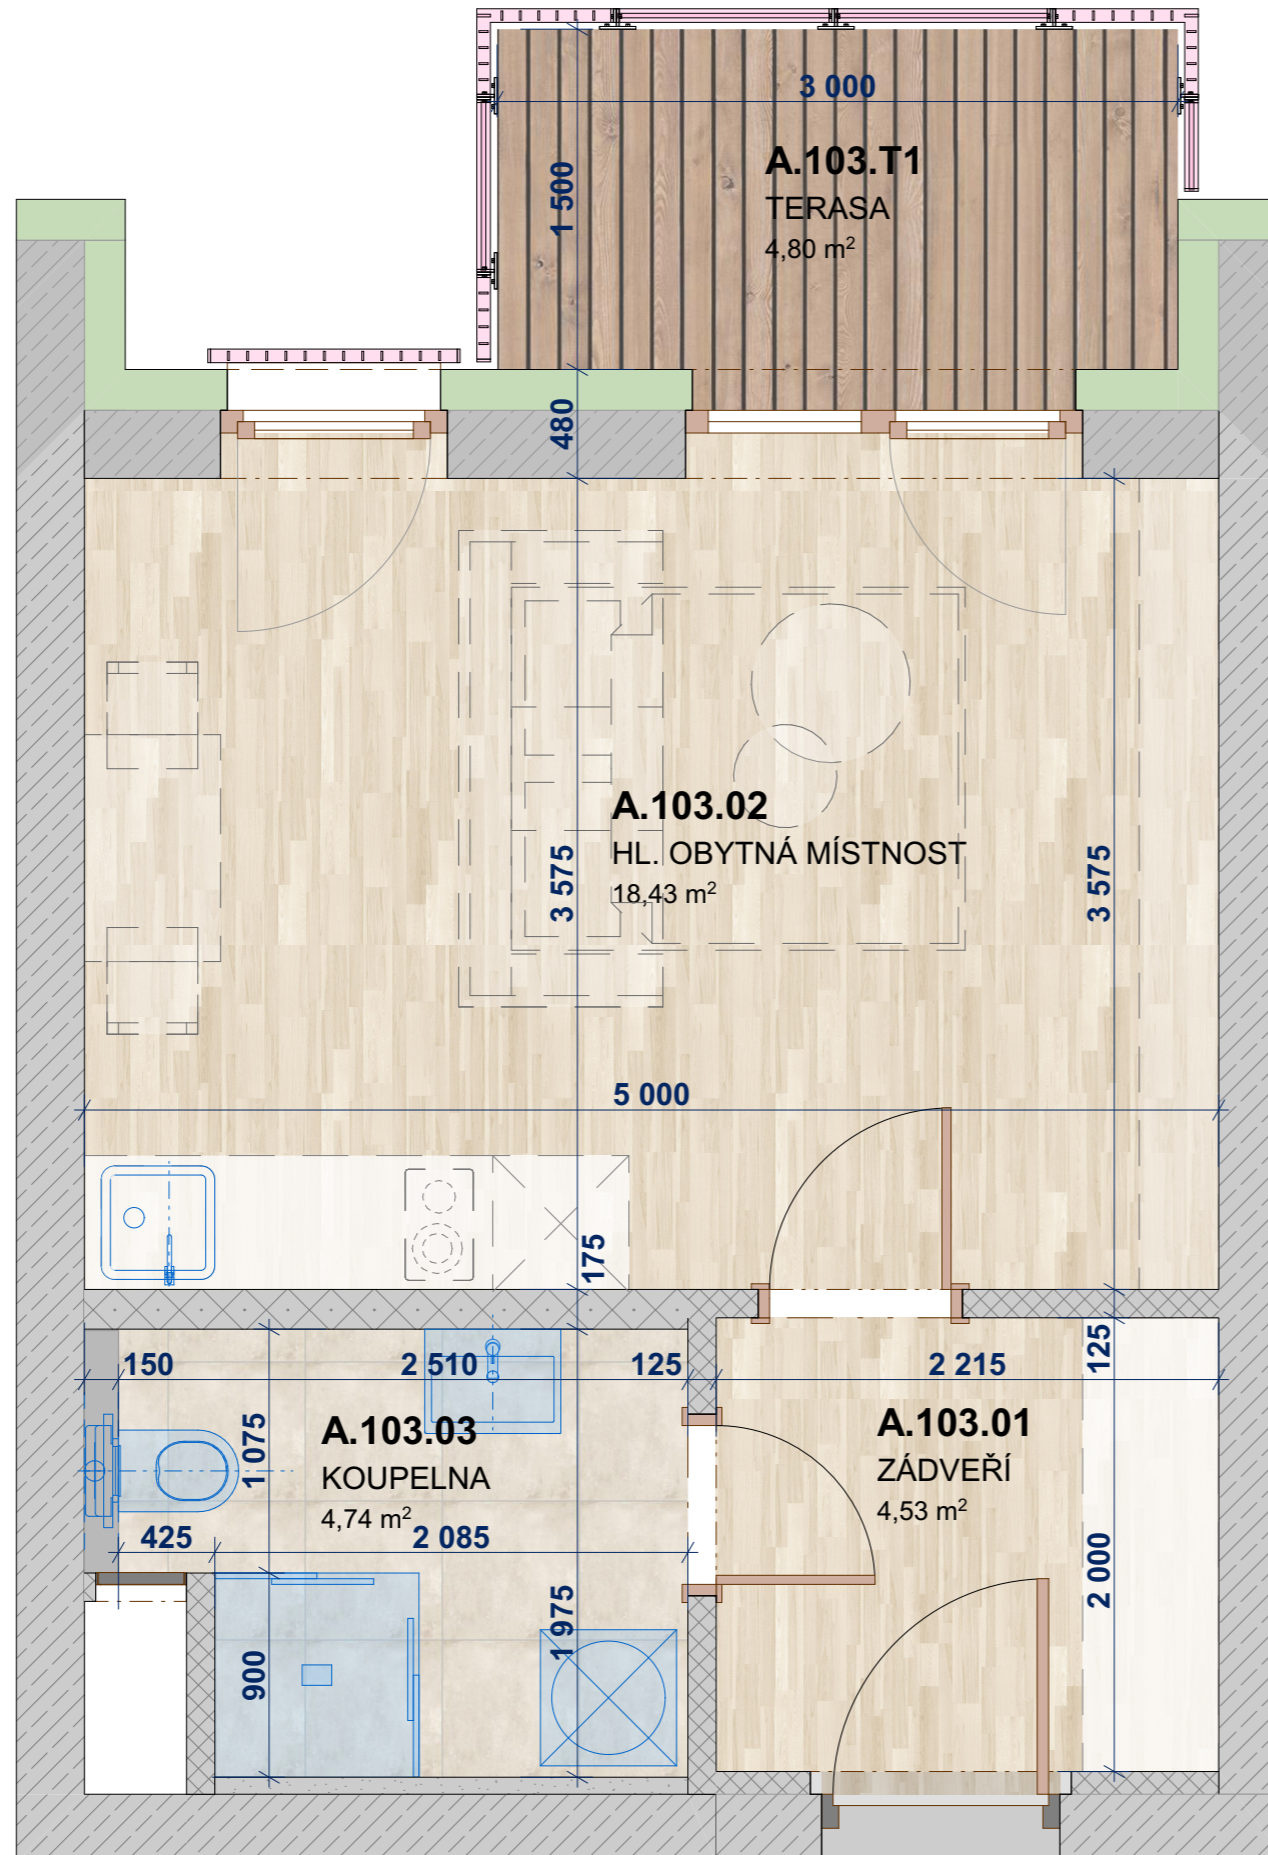 3 000
A.103.T1
TERASA
4,80 m²
1 500
480
A.103.02
HL. OBYTNÁ MÍSTNOST
18,43 m²
3 575
3 575
5 000
175
150
2 510
125
2 215
125
A.103.03
KOUPELNA
4,74 m²
1 075
A.103.01
ZÁDVEŘÍ
4,53 m²
425
2 085
2 000
1 975
900